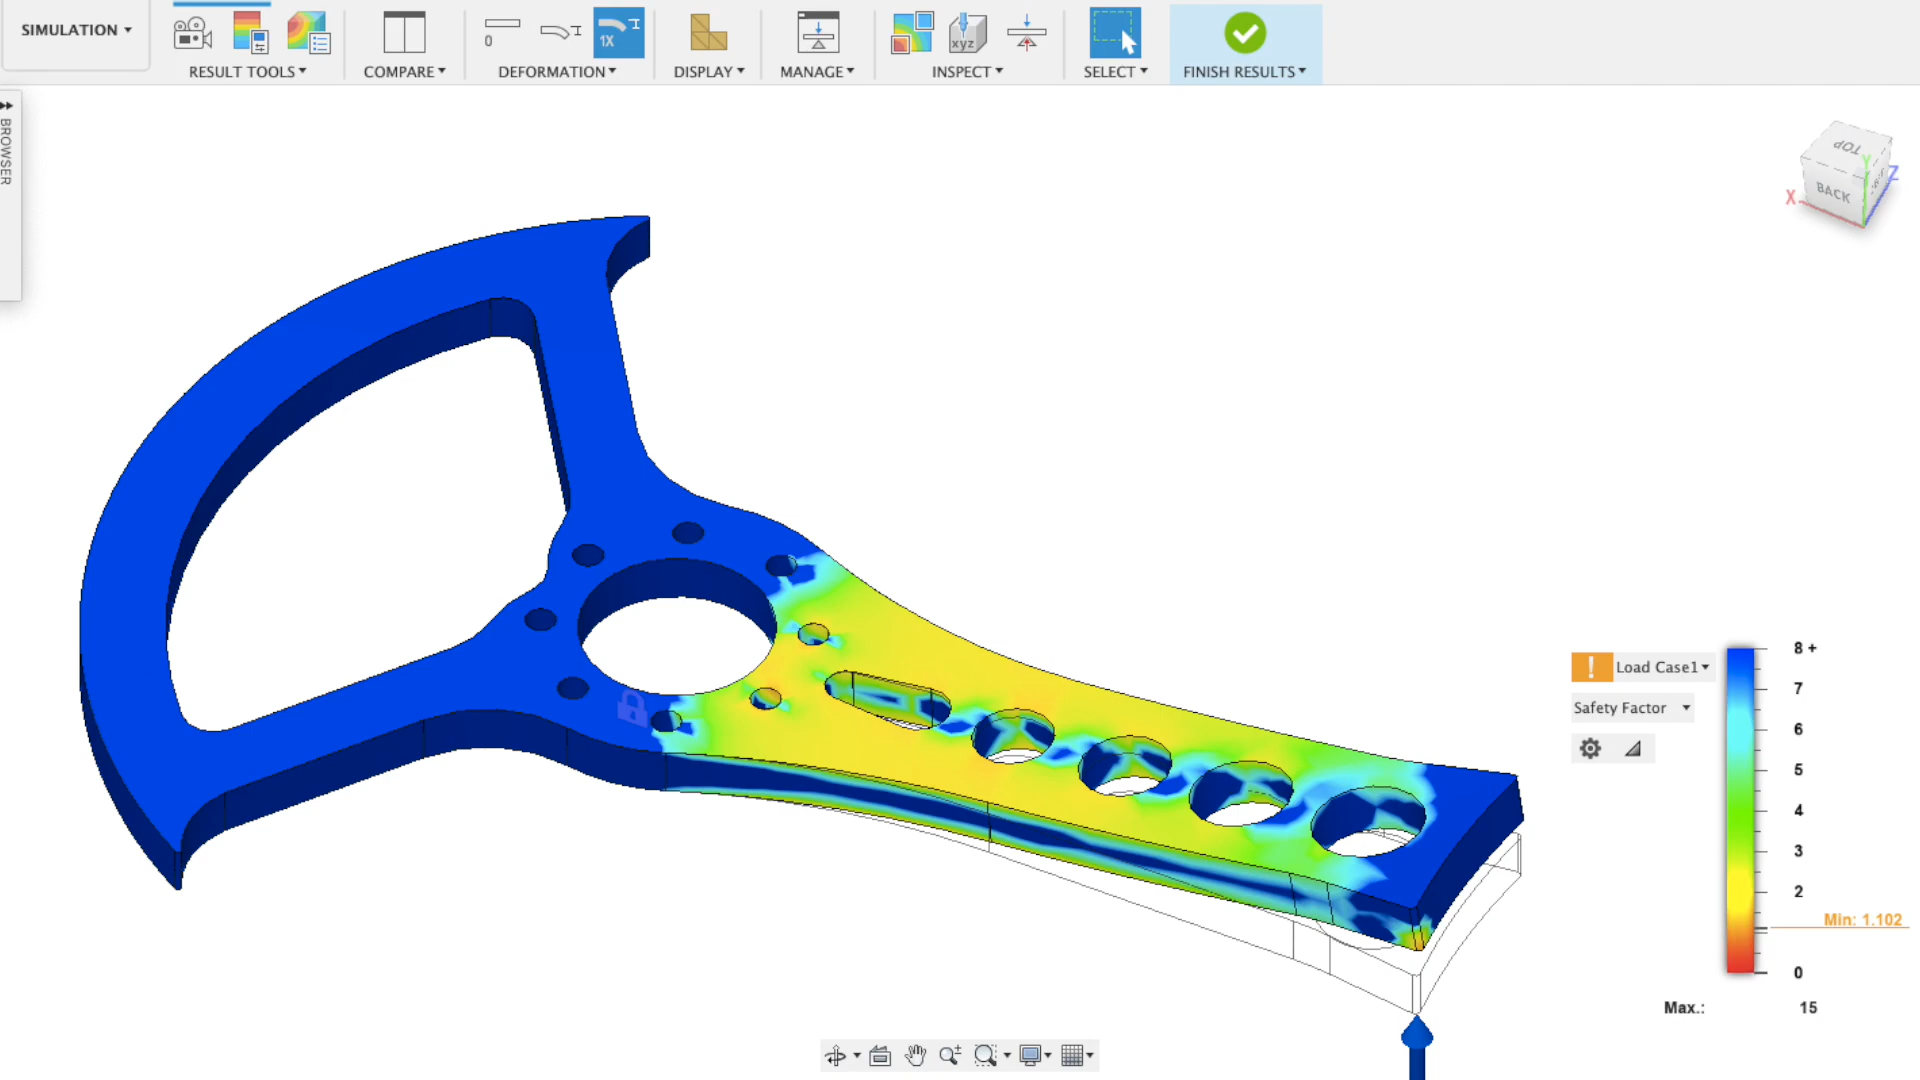 SIMULATION
0
1X
xyz
RESULT TOOLS
COMPARE
DEFORMATION
DISPLAY
MANAGE
INSPECT
SELECT
FINISH RESULTS
BROWSER
TOP
BACK
X
Y
Z
Load Case1
Safety Factor
8 +
7
6
5
4
3
2
Min: 1.102
0
Max.: 15